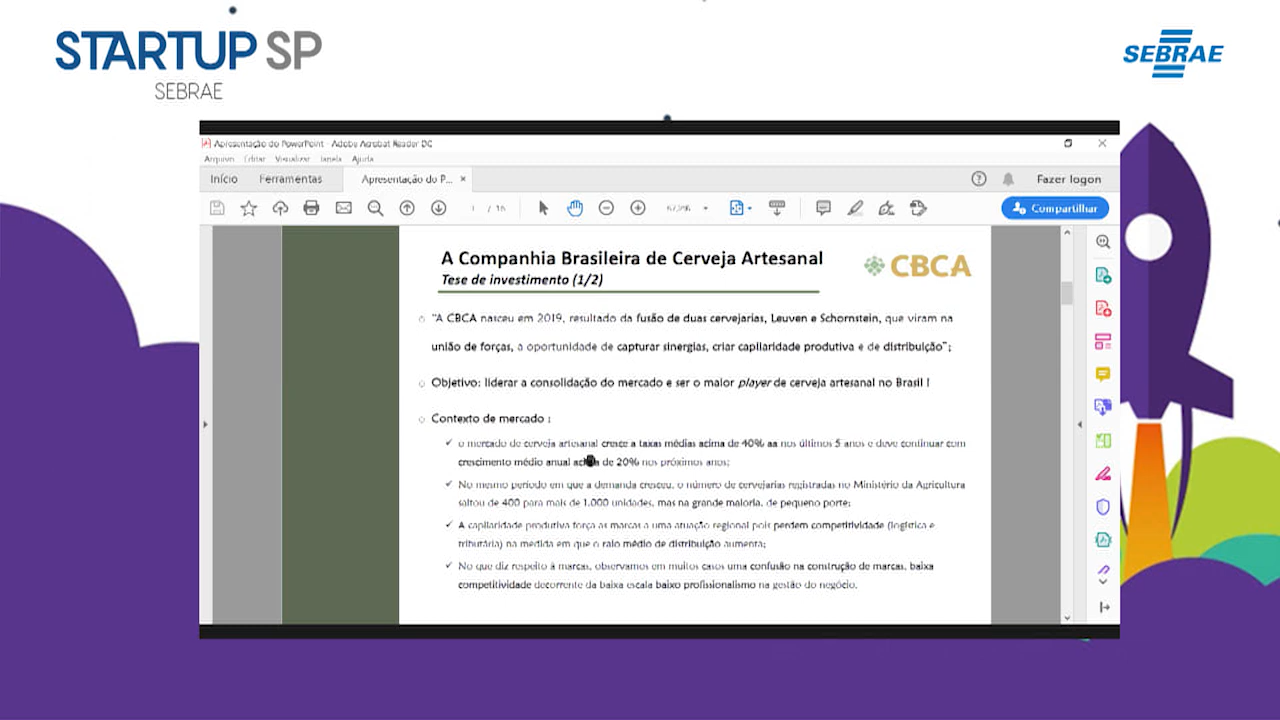 STARTUP SP
SEBRAE
SEBRAE
Apresentação do PowerPoint - Adobe Acrobat Reader DC
Arquivo Editar Visualizar Janela Ajuda
Início Ferramentas Apresentação do P... × Fazer logon
/ 16 Compartilhar
A Companhia Brasileira de Cerveja Artesanal
Tese de investimento (1/2)
CBCA
"A CBCA nasceu em 2019, resultado da fusão de duas cervejarias, Leuven e Schornstein, que viram na
união de forças, a oportunidade de capturar sinergias, criar capilaridade produtiva e de distribuição";
Objetivo: liderar a consolidação do mercado e ser o maior player de cerveja artesanal no Brasil !
Contexto de mercado :
✓ o mercado de cerveja artesanal cresce a taxas médias acima de 40% aa nos últimos 5 anos e deve continuar com
crescimento médio anual acima de 20% nos próximos anos;
✓ No mesmo período em que a demanda cresceu, o número de cervejarias registradas no Ministério da Agricultura
saltou de 400 para mais de 1.000 unidades, mas na grande maioria, de pequeno porte;
✓ A capilaridade produtiva força as marcas a uma atuação regional pois perdem competitividade (logística e
tributária) na medida em que o raio médio de distribuição aumenta;
✓ No que diz respeito à marcas, observamos em muitos casos uma confusão na construção de marcas, baixa
competitividade decorrente da baixa escala baixo profissionalismo na gestão do negócio.